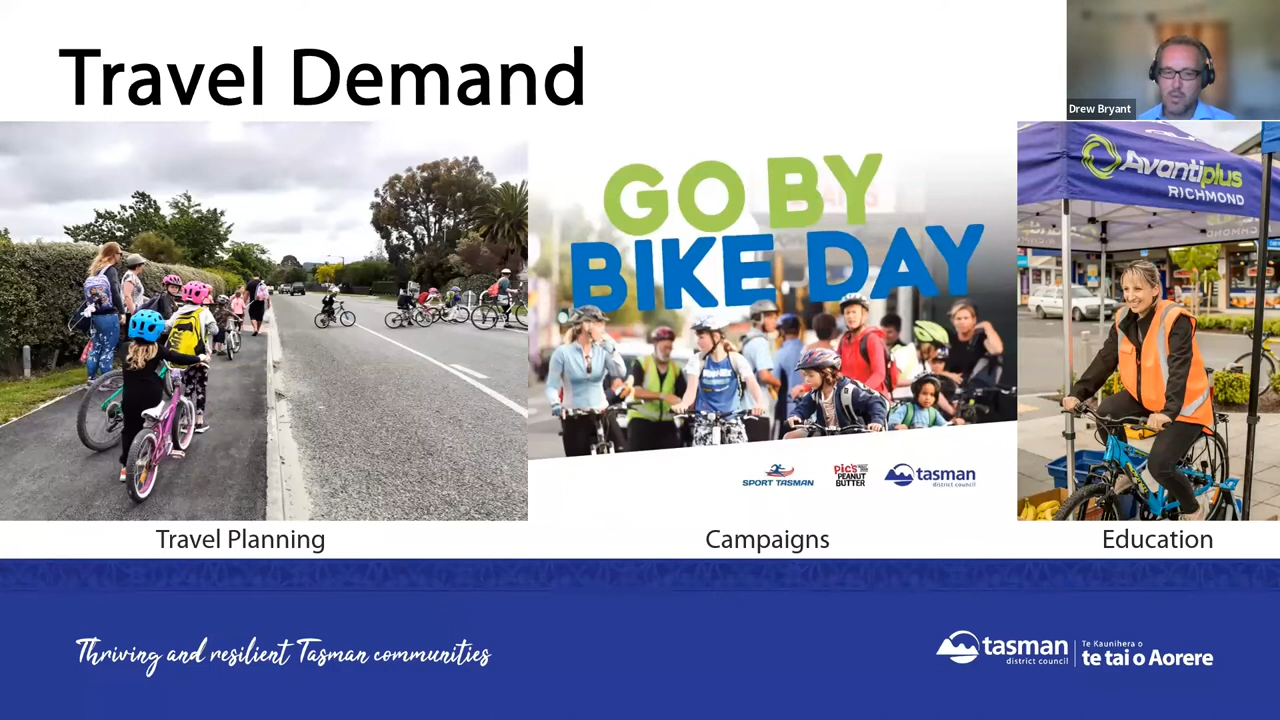 Travel Demand
Drew Bryant
GO BY
BIKE DAY
SPORT TASMAN
PIC'S
PEANUT
BUTTER
tasman
district council
Avantiplus
RICHMOND
Travel Planning
Campaigns
Education
Thriving and resilient Tasman communities
tasman
district council
Te Kaunihera o
te tai o Aorere